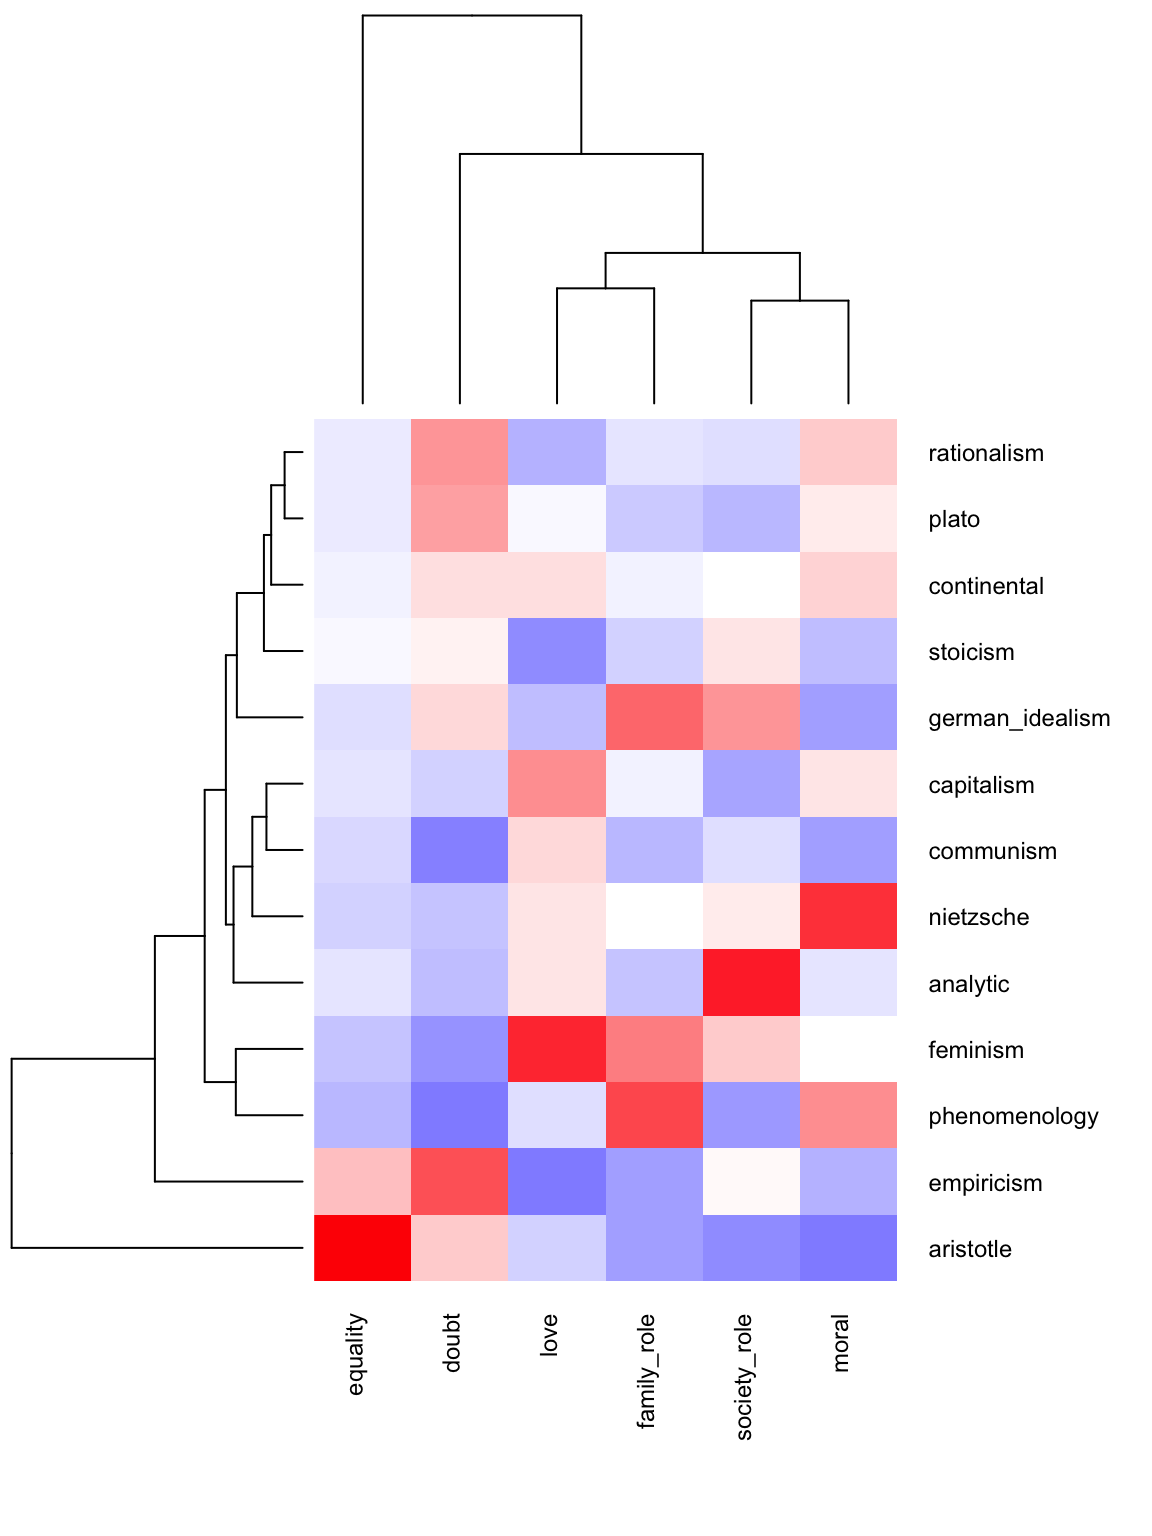 rationalism
plato
continental
stoicism
german_idealism
capitalism
communism
nietzsche
analytic
feminism
phenomenology
empiricism
aristotle
equality
doubt
love
family_role
society_role
moral